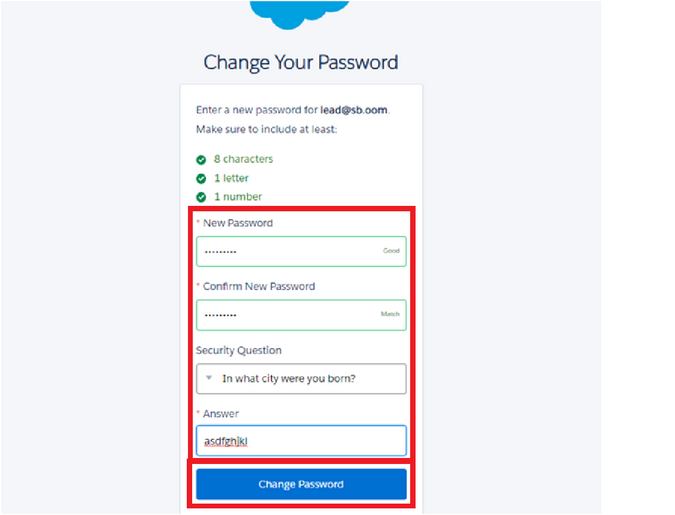 Change Your Password
Enter a new password for lead@sb.oom.
Make sure to include at least:
8 characters
1 letter
1 number
* New Password
••••••••• Good
* Confirm New Password
••••••••• Match
Security Question
In what city were you born?
* Answer
asdfghjkl
Change Password